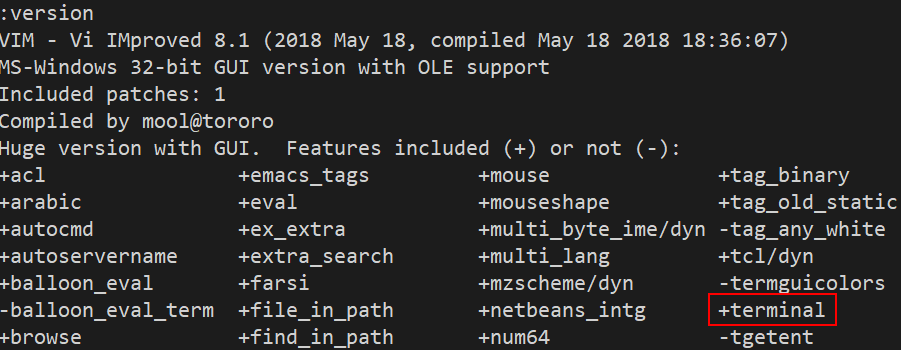 :version
VIM - Vi IMproved 8.1 (2018 May 18, compiled May 18 2018 18:36:07)
MS-Windows 32-bit GUI version with OLE support
Included patches: 1
Compiled by mool@tororo
Huge version with GUI.  Features included (+) or not (-):
+acl               +emacs_tags        +mouse             +tag_binary
+arabic            +eval              +mouseshape        +tag_old_static
+autocmd           +ex_extra          +multi_byte_ime/dyn -tag_any_white
+autoservername    +extra_search      +multi_lang        +tcl/dyn
+balloon_eval      +farsi             +mzscheme/dyn      -termguicolors
-balloon_eval_term +file_in_path      +netbeans_intg     +terminal
+browse            +find_in_path      +num64             -tgetent